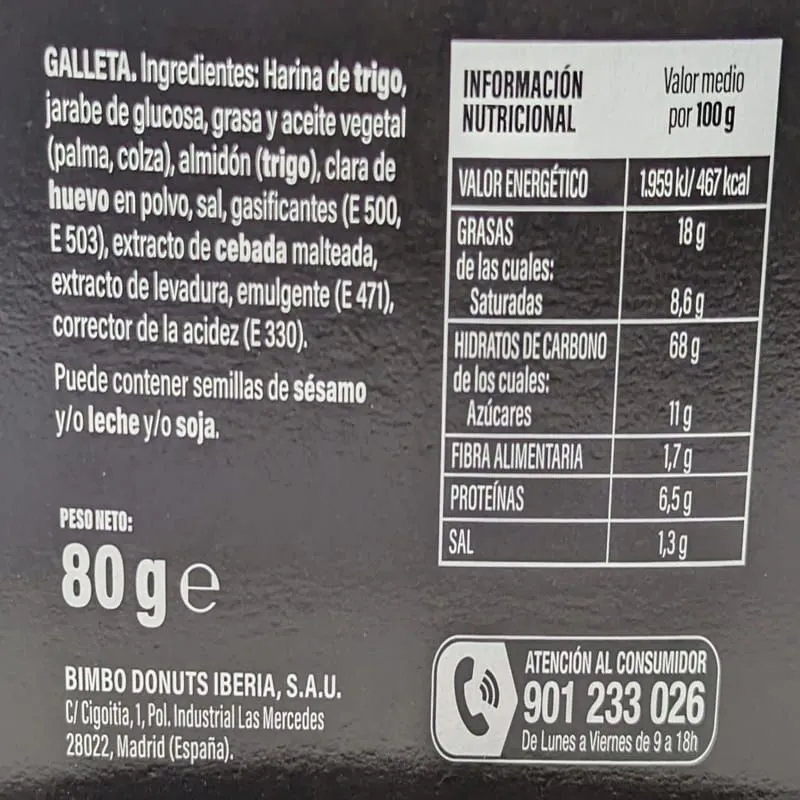 GALLETA. Ingredientes: Harina de trigo,
jarabe de glucosa, grasa y aceite vegetal
(palma, colza), almidón (trigo), clara de
huevo en polvo, sal, gasificantes (E 500,
E 503), extracto de cebada malteada,
extracto de levadura, emulgente (E 471),
corrector de la acidez (E 330).
Puede contener semillas de sésamo
y/o leche y/o soja.
PESO NETO:
80 g e
BIMBO DONUTS IBERIA, S.A.U.
C/ Cigoitia, 1, Pol. Industrial Las Mercedes
28022, Madrid (España).
INFORMACIÓN NUTRICIONAL
Valor medio por 100 g
VALOR ENERGÉTICO 1.959 kJ/ 467 kcal
GRASAS 18 g
de las cuales:
Saturadas 8,6 g
HIDRATOS DE CARBONO 68 g
de los cuales:
Azúcares 11 g
FIBRA ALIMENTARIA 1,7 g
PROTEÍNAS 6,5 g
SAL 1,3 g
ATENCIÓN AL CONSUMIDOR
901 233 026
De Lunes a Viernes de 9 a 18h